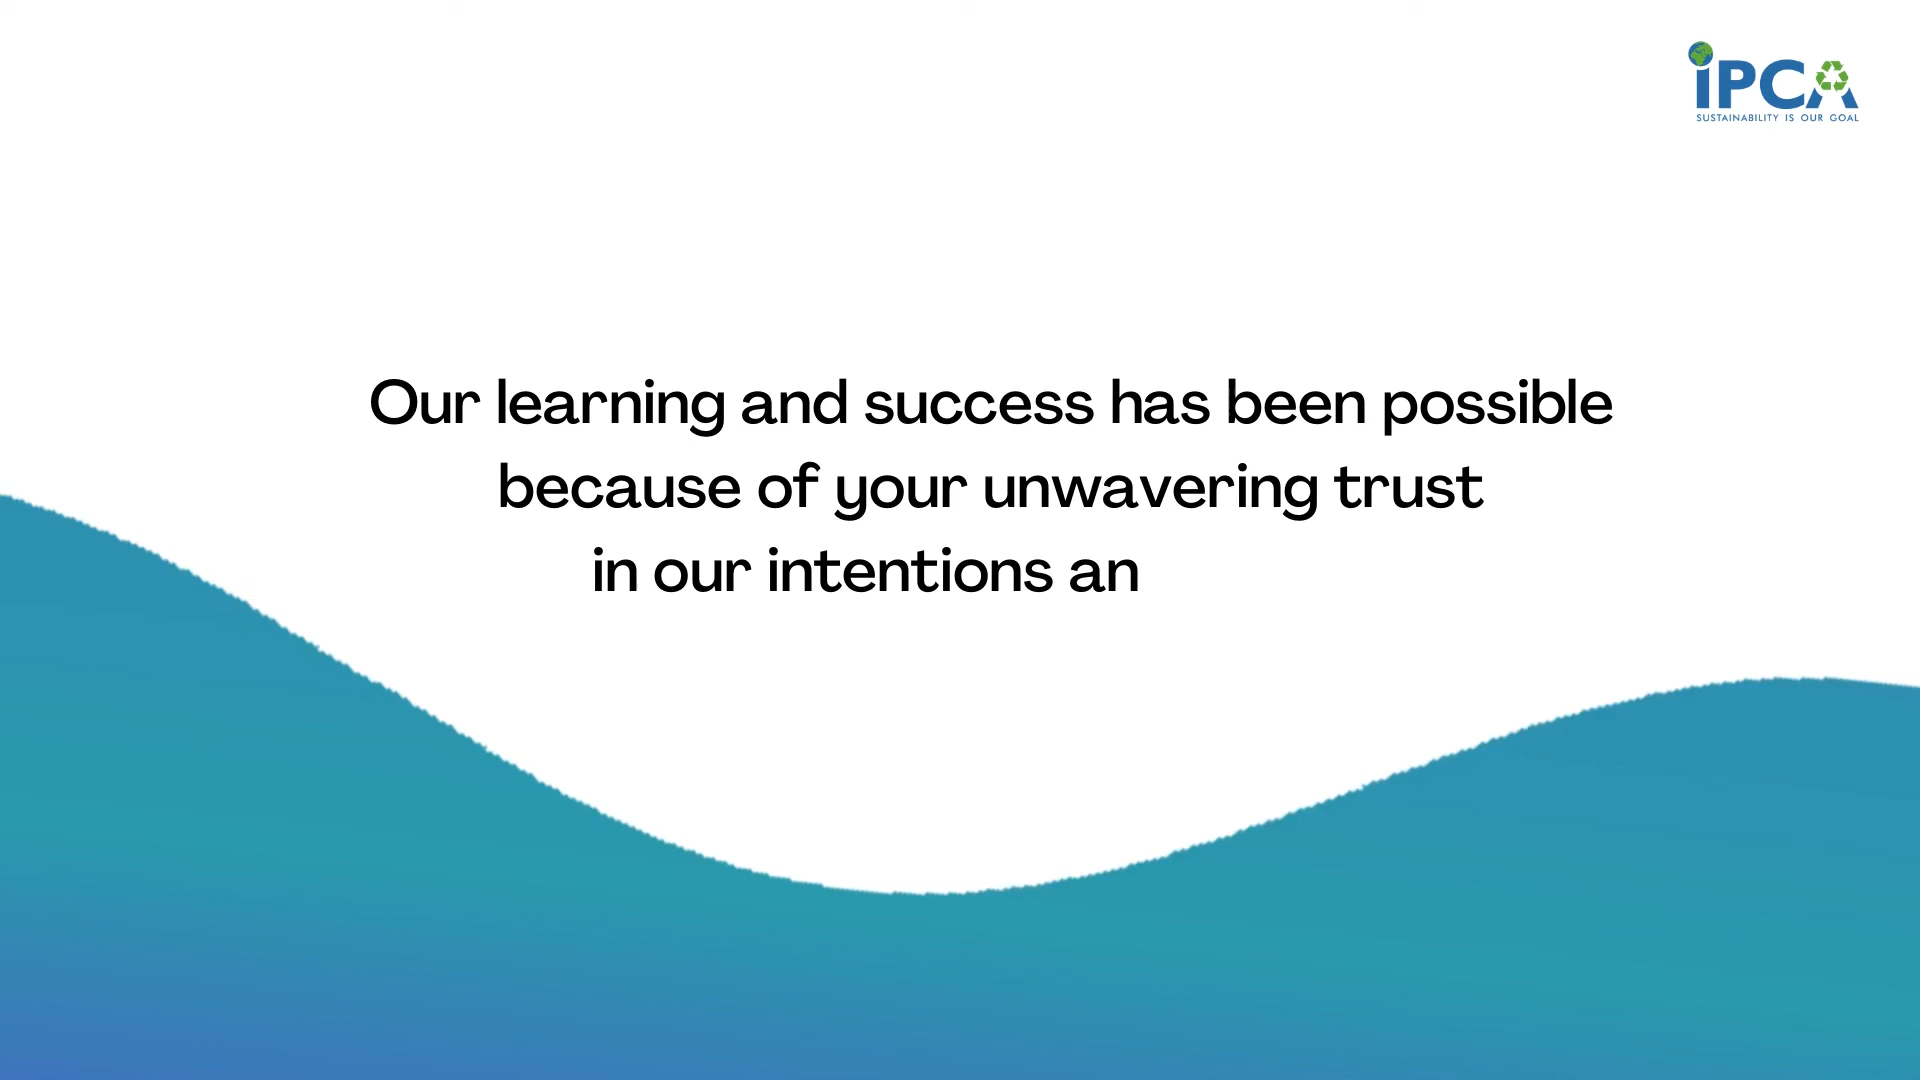 iPCA
SUSTAINABILITY IS OUR GOAL
Our learning and success has been possible
because of your unwavering trust
in our intentions an